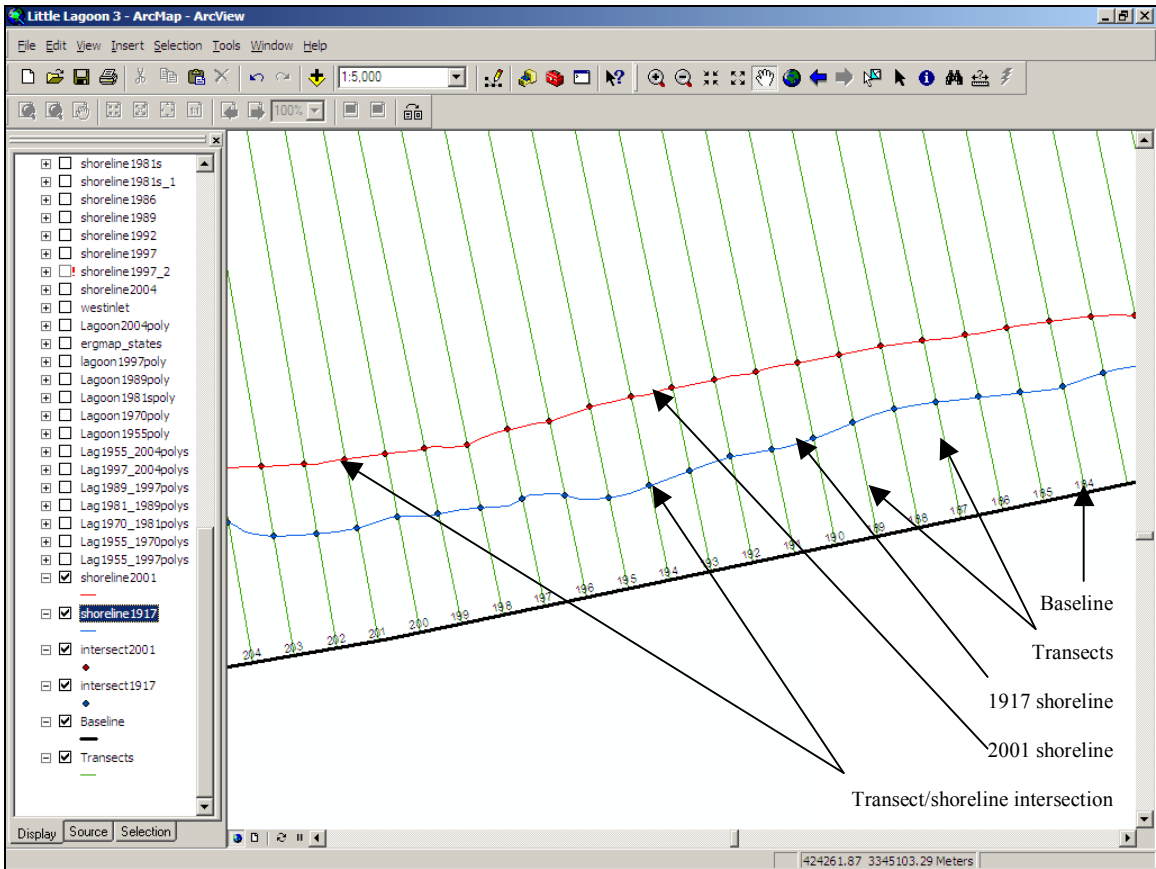 Little Lagoon 3 - ArcMap - ArcView
File Edit View Insert Selection Tools Window Help
1:5,000
100%
shoreline1981s
shoreline1981s_1
shoreline1986
shoreline1989
shoreline1992
shoreline1997
shoreline1997_2
shoreline2004
westinlet
Lagoon2004poly
ergmap_states
lagoon1997poly
Lagoon1989poly
Lagoon1981spoly
Lagoon1970poly
Lagoon1955poly
Lag1955_2004polys
Lag1997_2004polys
Lag1989_1997polys
Lag1981_1989polys
Lag1970_1981polys
Lag1955_1970polys
Lag1955_1997polys
shoreline2001
shoreline1917
intersect2001
intersect1917
Baseline
Transects
Display Source Selection
204 203 202 201 200 199 198 197 196 195 194 193 192 191 190 189 188 187 186 185 184
Baseline
Transects
1917 shoreline
2001 shoreline
Transect/shoreline intersection
424261.87 3345103.29 Meters